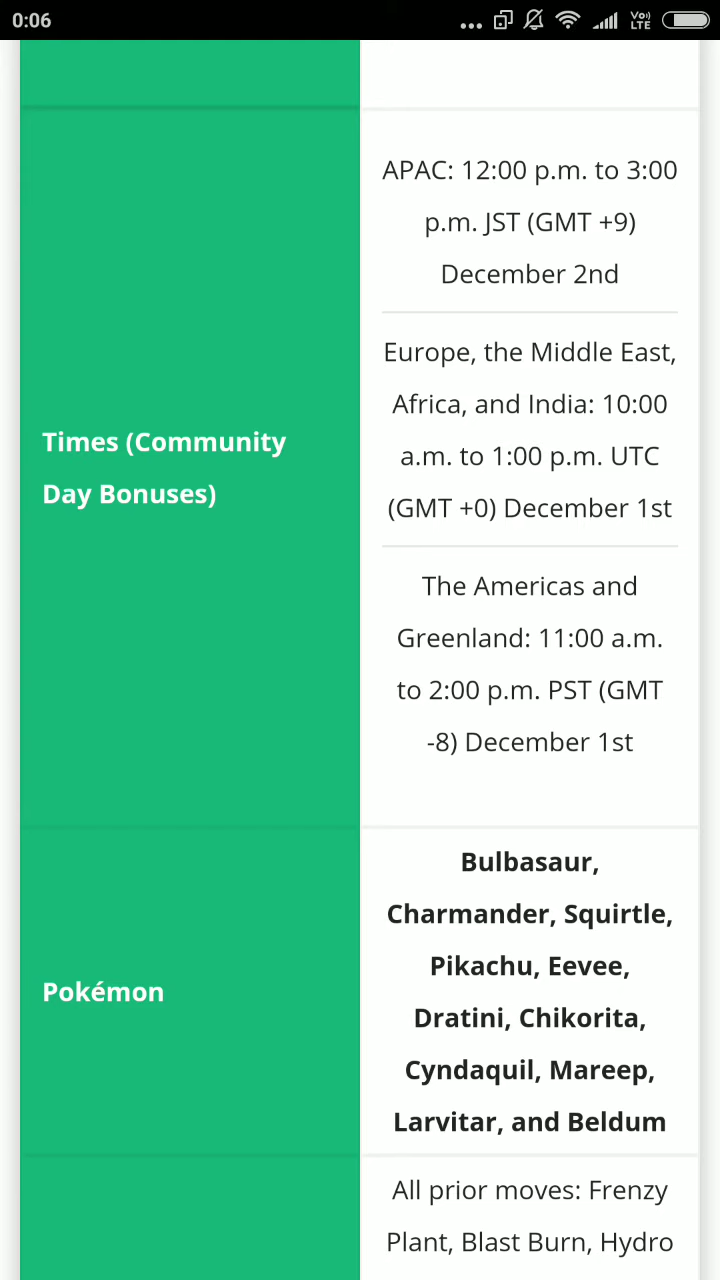 0:06
... Vo) LTE
APAC: 12:00 p.m. to 3:00
p.m. JST (GMT +9)
December 2nd
Europe, the Middle East,
Africa, and India: 10:00
a.m. to 1:00 p.m. UTC
(GMT +0) December 1st
Times (Community
Day Bonuses)
The Americas and
Greenland: 11:00 a.m.
to 2:00 p.m. PST (GMT
-8) December 1st
Bulbasaur,
Charmander, Squirtle,
Pikachu, Eevee,
Pokémon
Dratini, Chikorita,
Cyndaquil, Mareep,
Larvitar, and Beldum
All prior moves: Frenzy
Plant, Blast Burn, Hydro